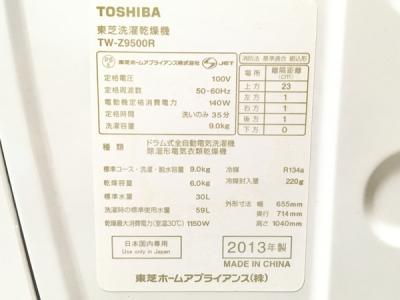 TOSHIBA
東芝洗濯乾燥機
TW-Z9500R
東芝ホームアプライアンス株式会社 JET
定格電圧 100V
定格周波数 50-60Hz
電動機定格消費電力 140W
定格時間 洗いのみ 35分
洗濯容量 9.0kg
消防法 基準適合 組込形
場所 離隔距離(cm)
上方 23
左方 1
右方 1
後方 1
下方 0
種類 ドラム式全自動電気洗濯機
除湿形電気衣類乾燥機
標準コース・洗濯・脱水容量 9.0kg
乾燥容量 6.0kg
標準水量 30L
洗濯時の標準使用水量 59L
乾燥最大消費電力(室温30℃) 1150W
冷媒 R134a
冷媒封入量 220g
外形寸法 幅 655mm
奥行 714mm
高さ 1040mm
日本国内専用
Use only in Japan
2013年製
MADE IN CHINA
東芝ホームアプライアンス(株)